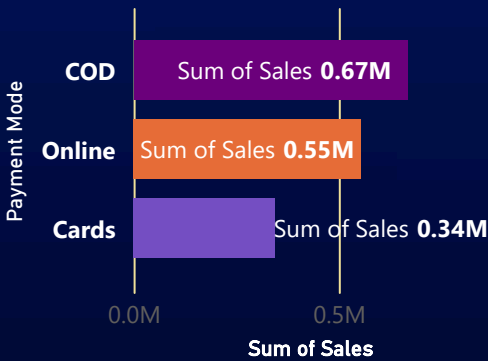 Payment Mode
COD
Sum of Sales 0.67M
Online
Sum of Sales 0.55M
Cards
Sum of Sales 0.34M
0.0M
0.5M
Sum of Sales